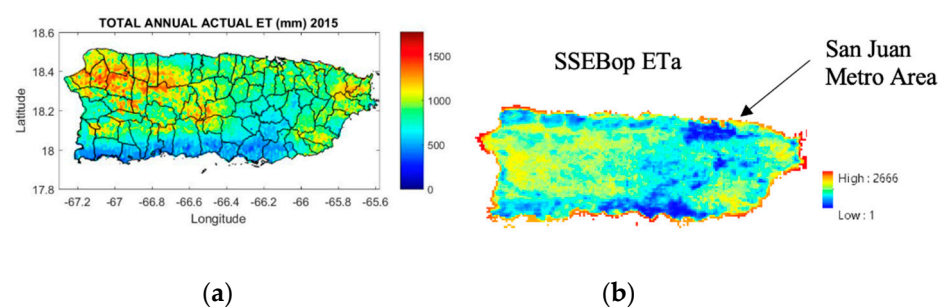 TOTAL ANNUAL ACTUAL ET (mm) 2015
18.6
18.4
18.2
18
17.8
Latitude
-67.2 -67 -66.8 -66.6 -66.4 -66.2 -66 -65.8 -65.6
Longitude
1500
1000
500
0
(a)
SSEBop ETa
San Juan
Metro Area
High : 2666
Low : 1
(b)